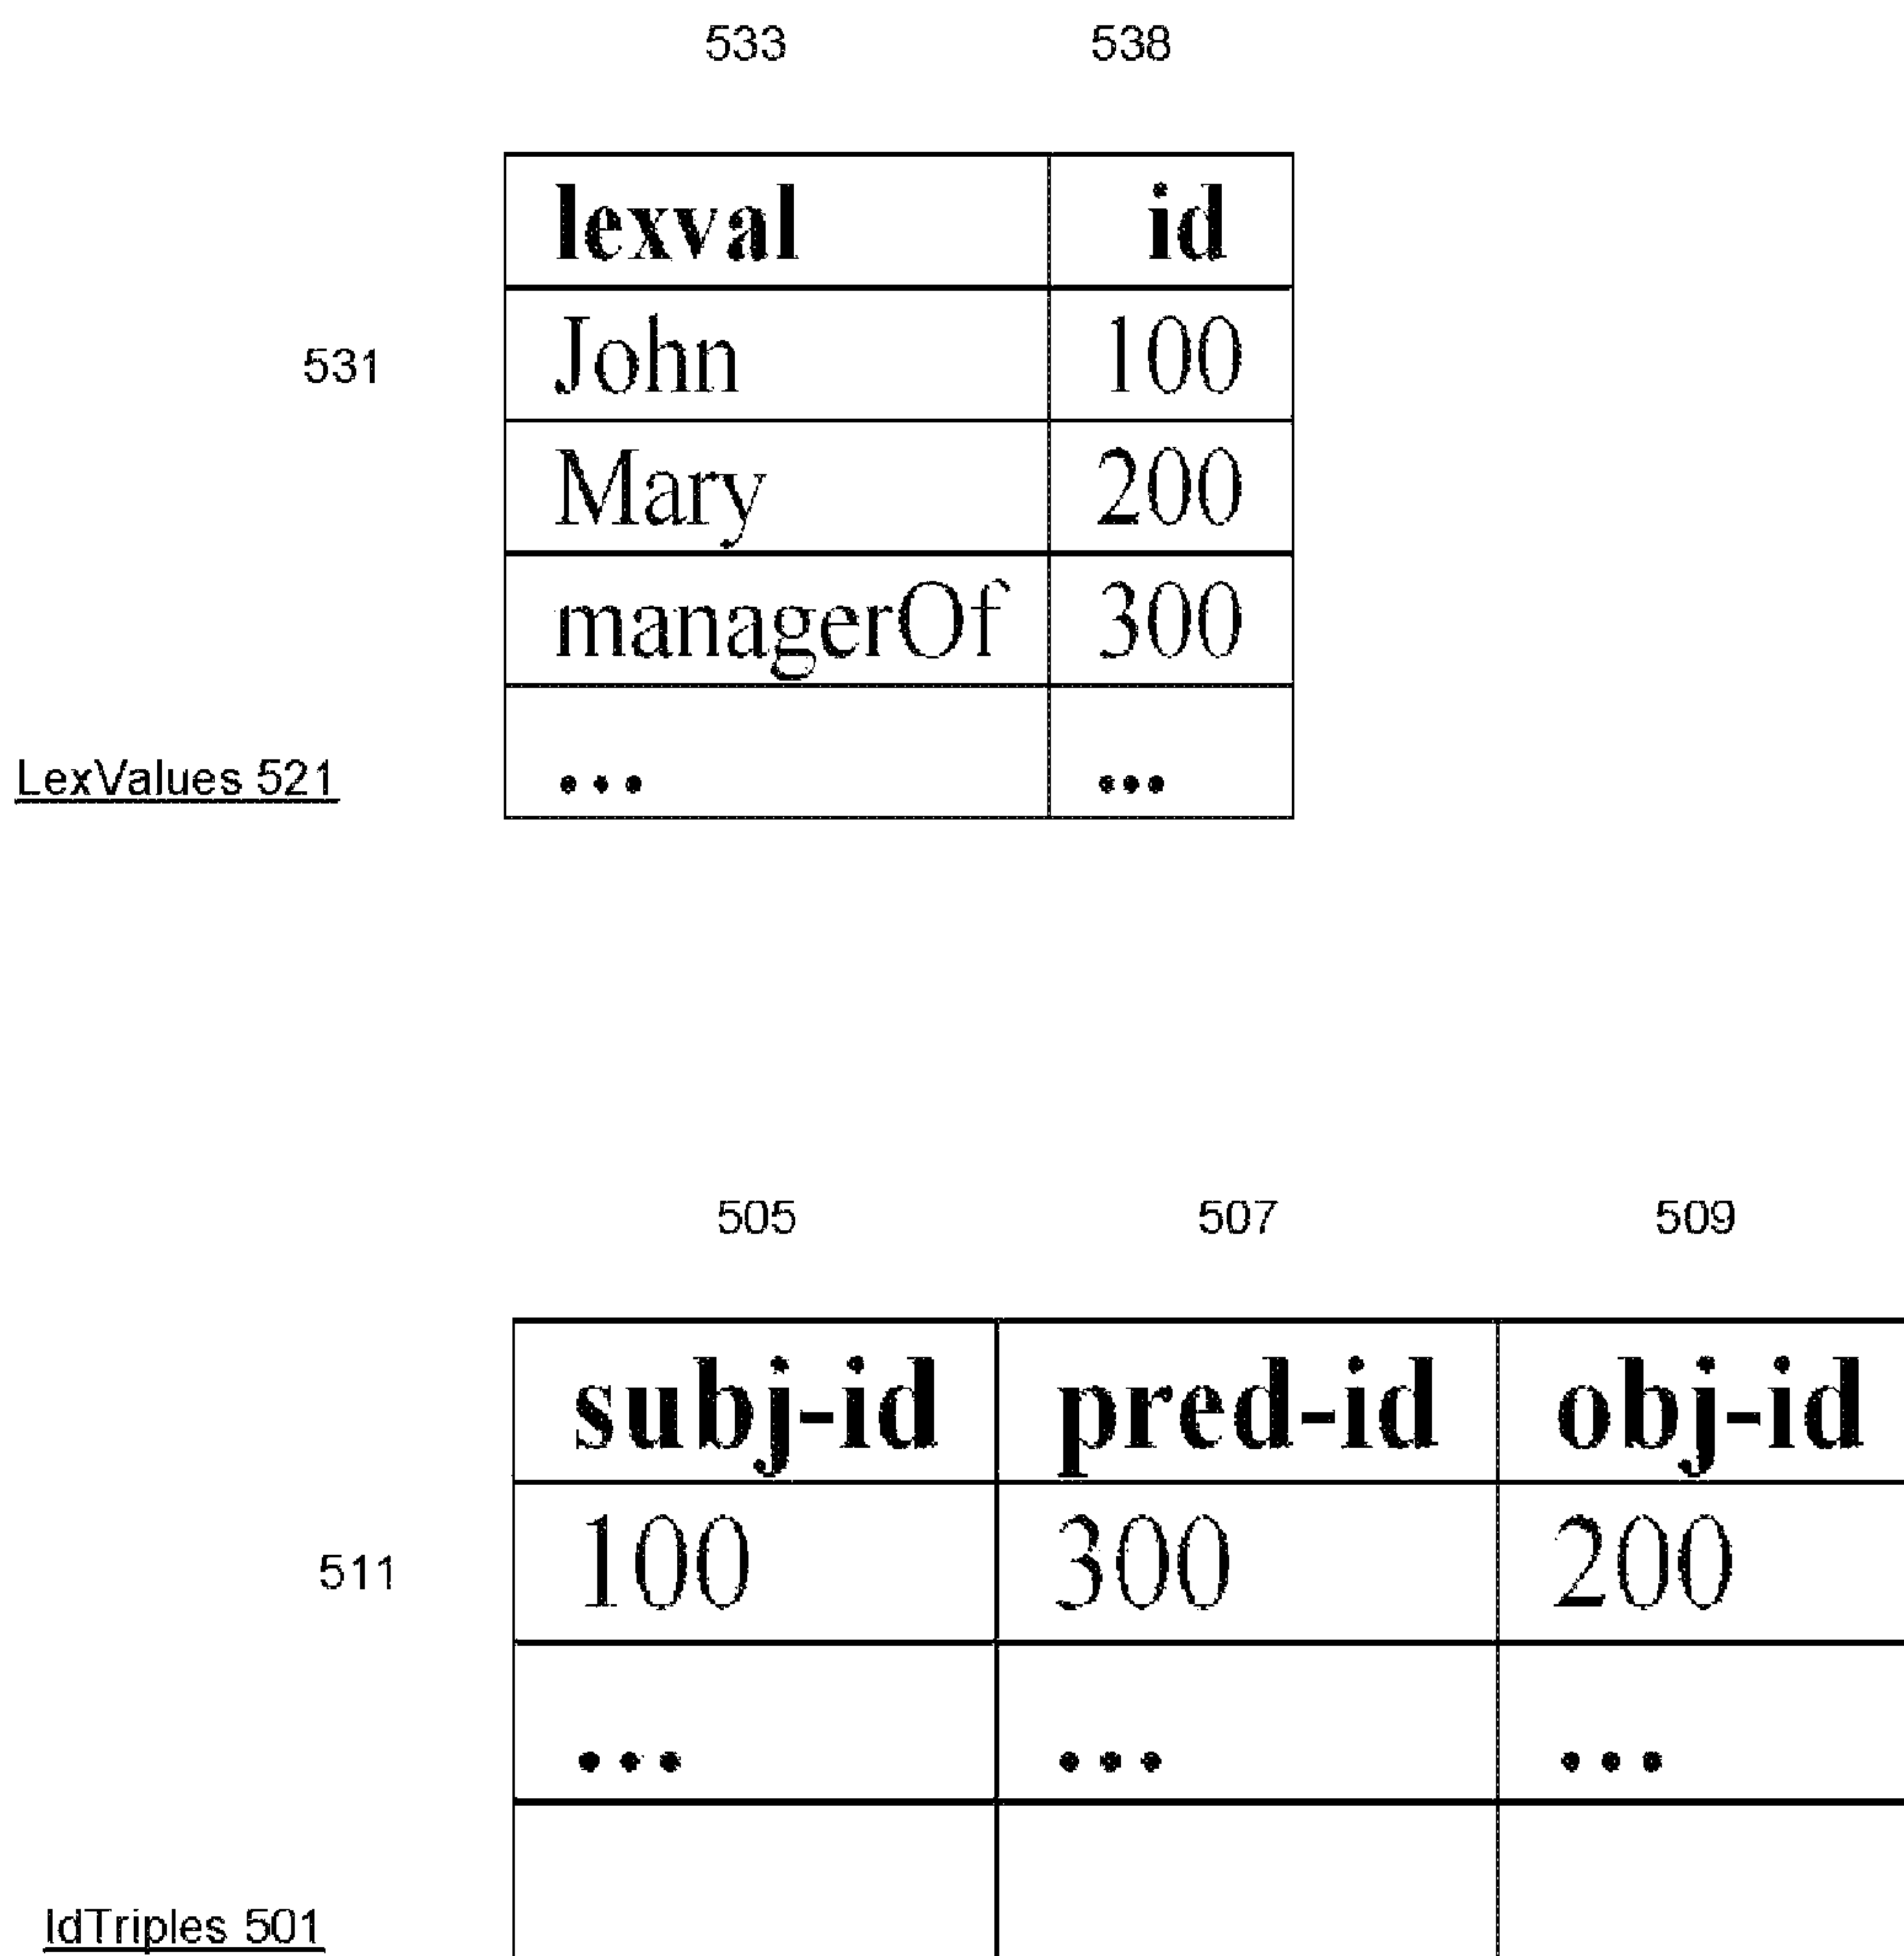 533 538
lexval id
531 John 100
Mary 200
managerOf 300
LexValues 521 ... ...
505 507 509
subj-id pred-id obj-id
511 100 300 200
... ... ...
IdTriples 501